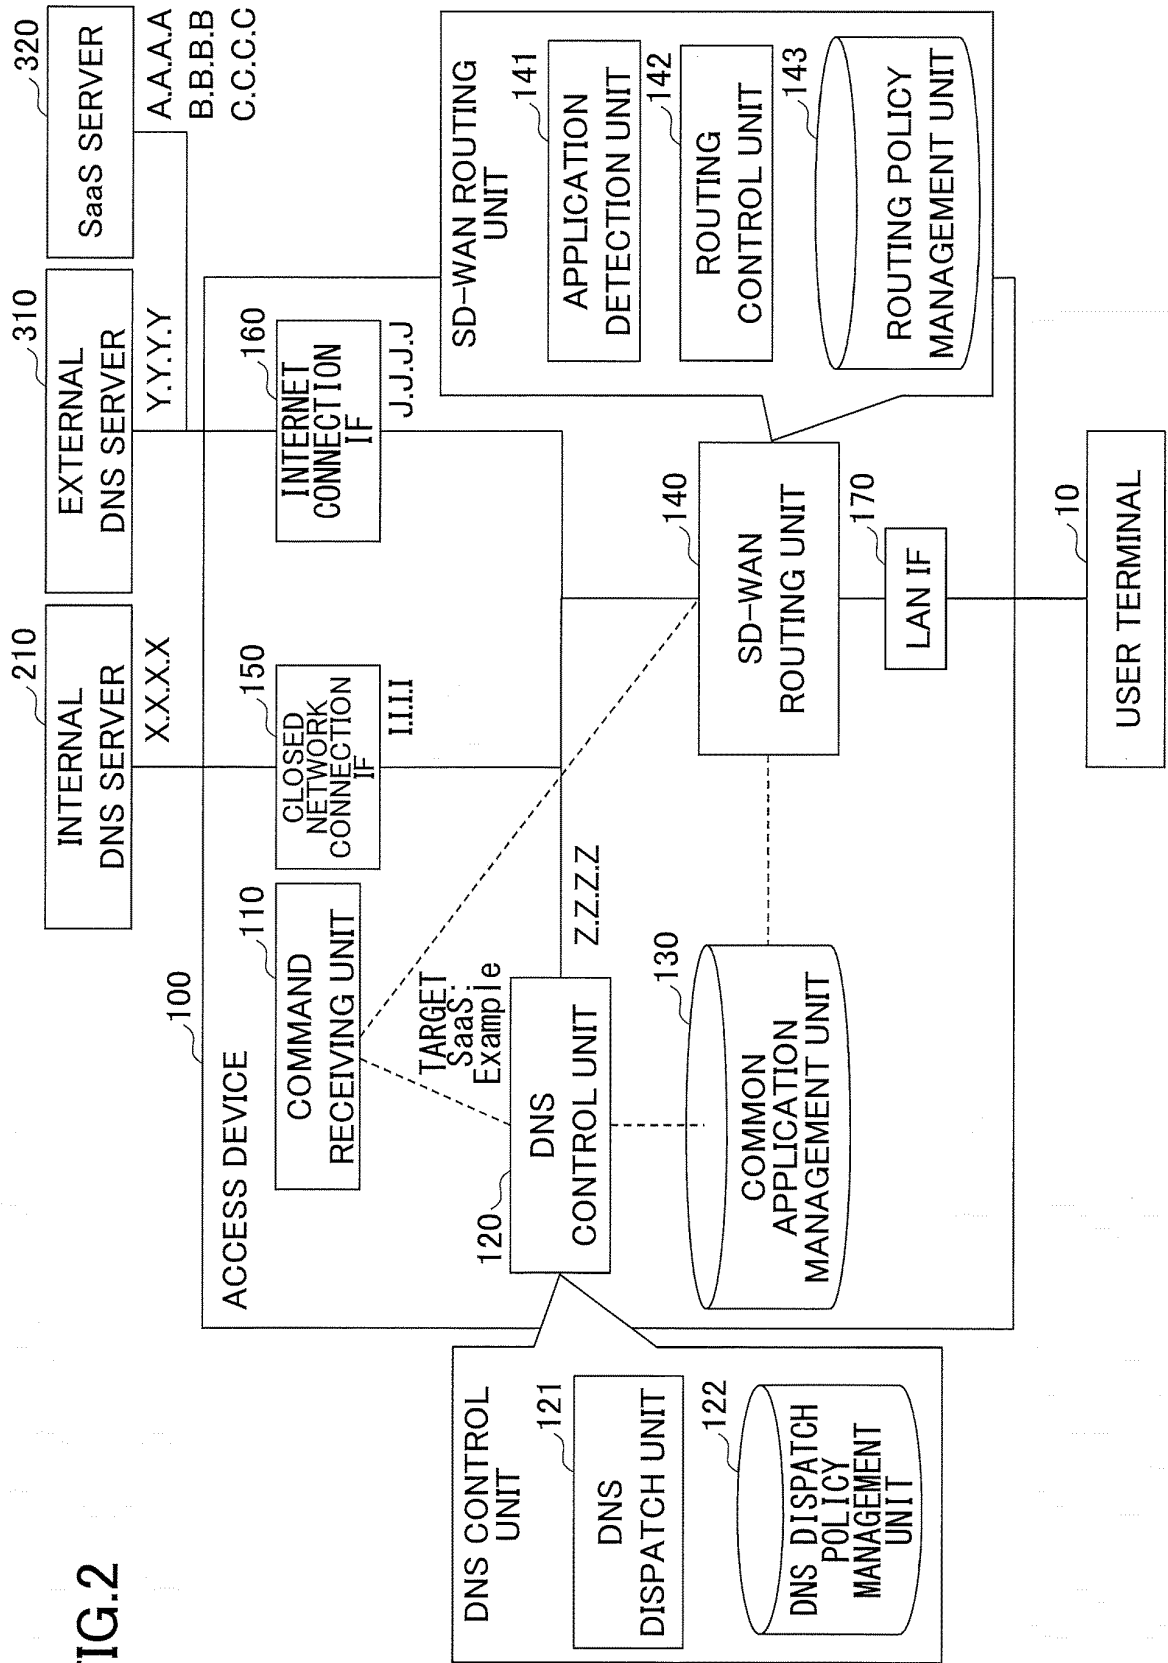 FIG.2
210
INTERNAL
DNS SERVER
X.X.X.X
310
EXTERNAL
DNS SERVER
Y.Y.Y.Y
320
SaaS SERVER
A.A.A.A
B.B.B.B
C.C.C.C
100
ACCESS DEVICE
110
COMMAND
RECEIVING UNIT
150
CLOSED
NETWORK
CONNECTION
IF
I.I.I.I
160
INTERNET
CONNECTION
IF
J.J.J.J
TARGET
SaaS:
Example
120
DNS
CONTROL UNIT
Z.Z.Z.Z
130
COMMON
APPLICATION
MANAGEMENT UNIT
140
SD-WAN
ROUTING UNIT
170
LAN IF
10
USER TERMINAL
DNS CONTROL
UNIT
121
DNS
DISPATCH UNIT
122
DNS DISPATCH
POLICY
MANAGEMENT
UNIT
SD-WAN ROUTING
UNIT
141
APPLICATION
DETECTION UNIT
142
ROUTING
CONTROL UNIT
143
ROUTING POLICY
MANAGEMENT UNIT